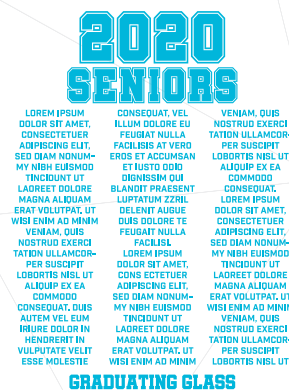 2020
SENIORS
LOREM IPSUM
DOLOR SIT AMET,
CONSECTETUER
ADIPISCING ELIT,
SED DIAM NONUM-
MY NIBH EUISMOD
TINCIDUNT UT
LAOREET DOLORE
MAGNA ALIQUAM
ERAT VOLUTPAT. UT
WISI ENIM AD MINIM
VENIAM, QUIS
NOSTRUD EXERCI
TATION ULLAMCOR-
PER SUSCIPIT
LOBORTIS NISL UT
ALIQUIP EX EA
COMMODO
CONSEQUAT. DUIS
AUTEM VEL EUM
IRIURE DOLOR IN
HENDRERIT IN
VULPUTATE VELIT
ESSE MOLESTIE
CONSEQUAT, VEL
ILLUM DOLORE EU
FEUGIAT NULLA
FACILISIS AT VERO
EROS ET ACCUMSAN
ET IUSTO ODIO
DIGNISSIM QUI
BLANDIT PRAESENT
LUPTATUM ZZRIL
DELENIT AUGUE
DUIS DOLORE TE
FEUGAIT NULLA
FACILISI.
LOREM IPSUM
DOLOR SIT AMET,
CONS ECTETUER
ADIPISCING ELIT,
SED DIAM NONUM-
MY NIBH EUISMOD
TINCIDUNT UT
LAOREET DOLORE
MAGNA ALIQUAM
ERAT VOLUTPAT. UT
WISI ENIM AD MINIM
VENIAM, QUIS
NOSTRUD EXERCI
TATION ULLAMCOR-
PER SUSCIPIT
LOBORTIS NISL UT
ALIQUIP EX EA
COMMODO
CONSEQUAT.
LOREM IPSUM
DOLOR SIT AMET,
CONSECTETUER
ADIPISCING ELIT,
SED DIAM NONUM-
MY NIBH EUISMOD
TINCIDUNT UT
LAOREET DOLORE
MAGNA ALIQUAM
ERAT VOLUTPAT. UT
WISI ENIM AD MINIM
VENIAM, QUIS
NOSTRUD EXERCI
TATION ULLAMCOR-
PER SUSCIPIT
LOBORTIS NISL UT
GRADUATING GLASS